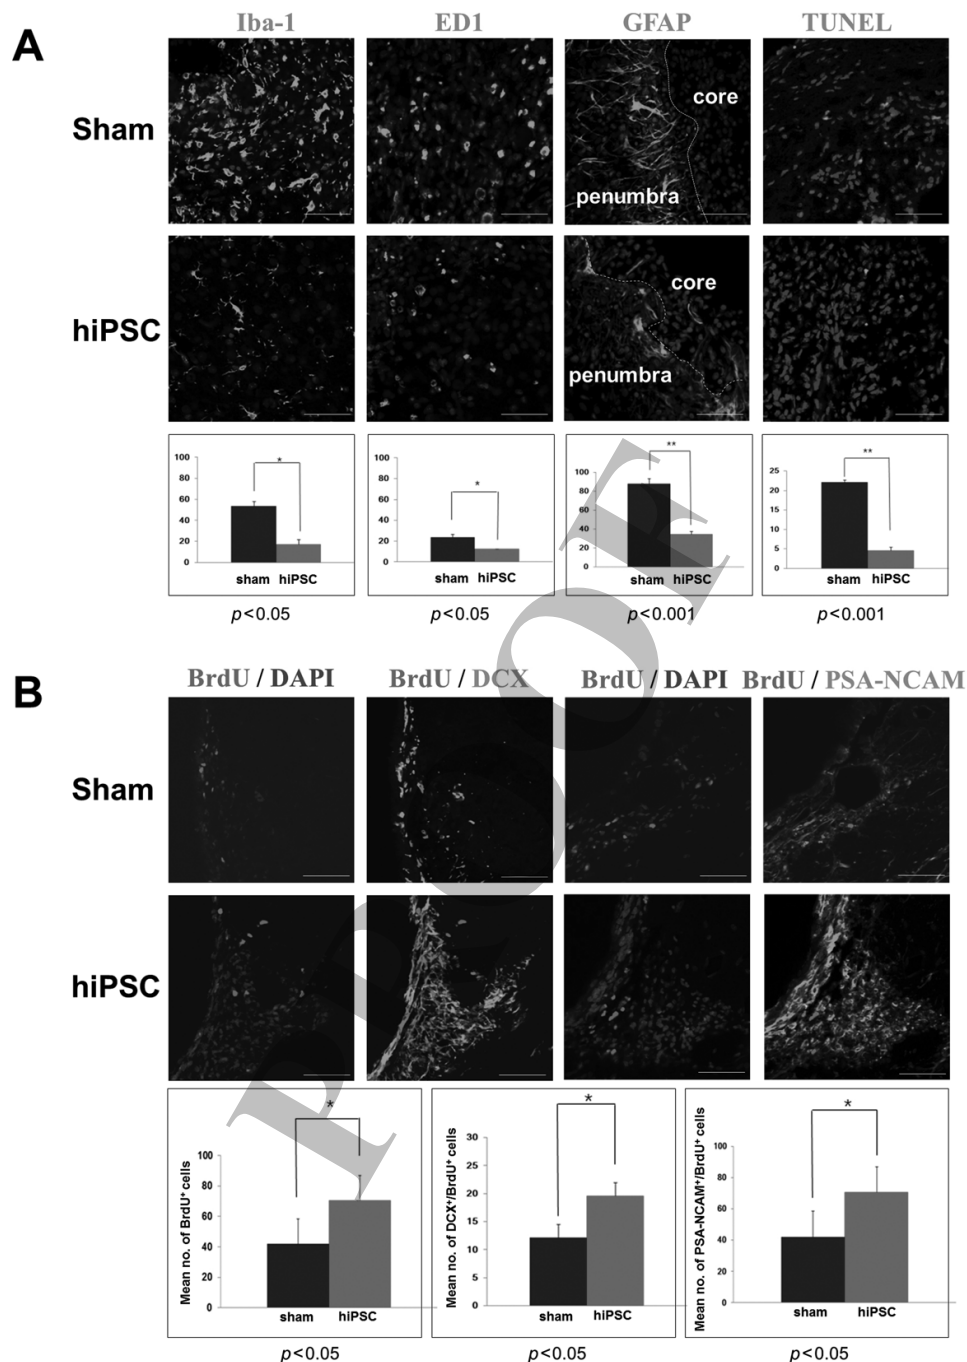 A
Iba-1 ED1 GFAP TUNEL
Sham
core
penumbra
hiPSC
core
penumbra
100 80 60 40 20 0
*
sham hiPSC
100 80 60 40 20 0
*
sham hiPSC
100 80 60 40 20 0
**
sham hiPSC
25 20 15 10 5 0
**
sham hiPSC
p<0.05 p<0.05 p<0.001 p<0.001
PROOF
B
BrdU / DAPI BrdU / DCX BrdU / DAPI BrdU / PSA-NCAM
Sham
hiPSC
Mean no. of BrdU⁺ cells
100 80 60 40 20 0
*
sham hiPSC
Mean no. of DCX⁺/BrdU⁺ cells
30 25 20 15 10 5 0
*
sham hiPSC
Mean no. of PSA-NCAM⁺/BrdU⁺ cells
100 80 60 40 20 0
*
sham hiPSC
p<0.05 p<0.05 p<0.05